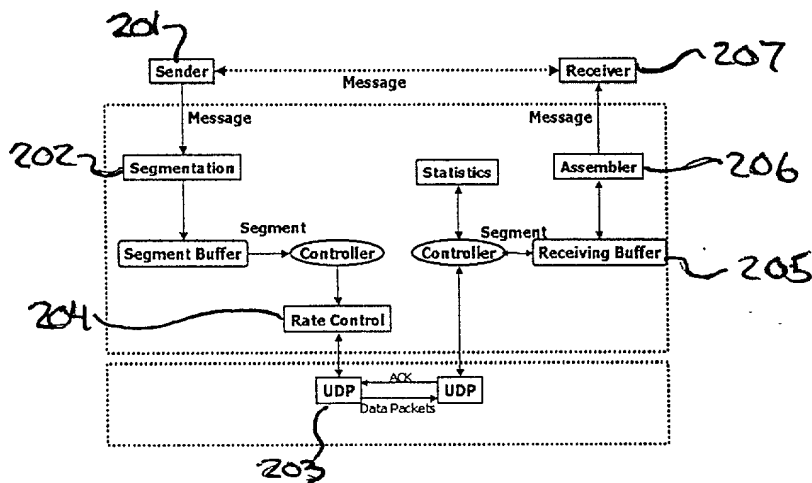 201
Sender
Message
Receiver
207
Message
Message
202
Segmentation
Statistics
Assembler
206
Segment
Segment
Segment Buffer
Controller
Controller
Receiving Buffer
205
204
Rate Control
UDP
ACK
UDP
Data Packets
203